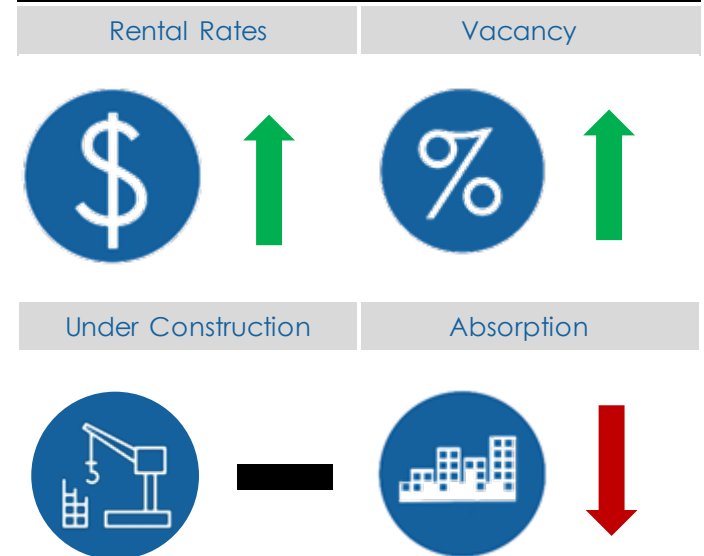 Rental Rates
Vacancy
$
%
Under Construction
Absorption